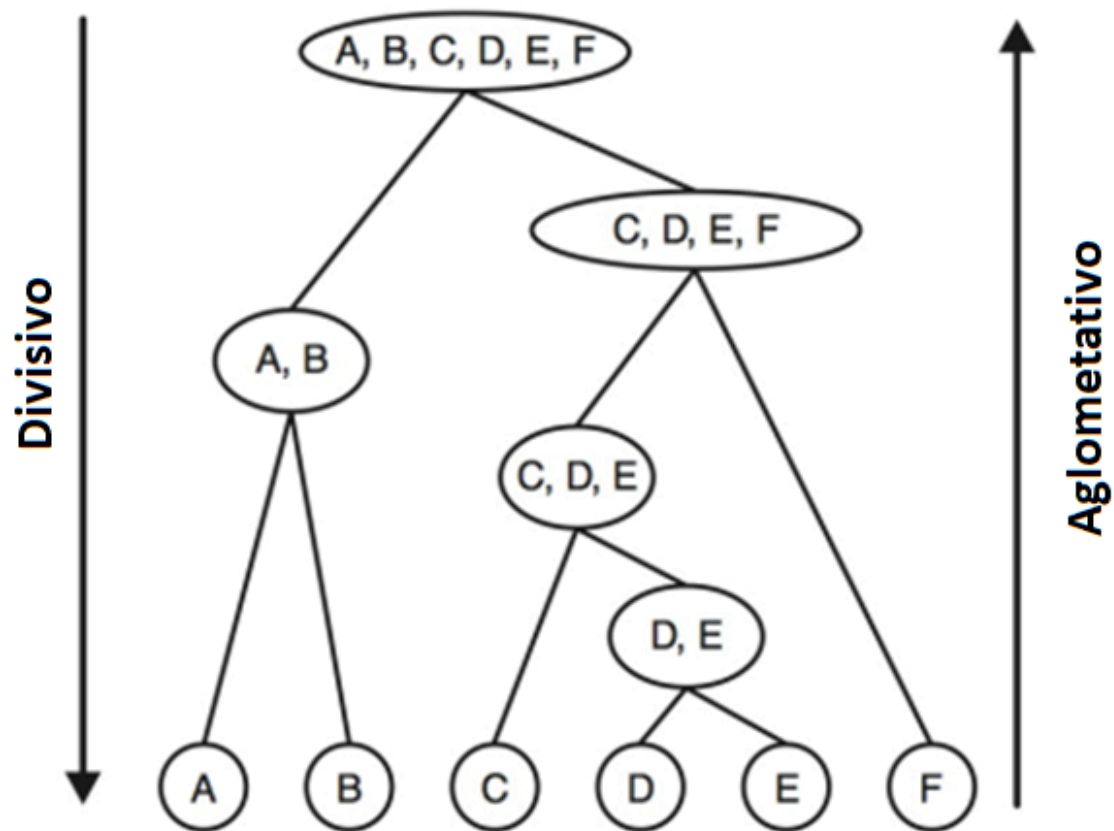 A, B, C, D, E, F
C, D, E, F
Divisivo
Aglometativo
A, B
C, D, E
D, E
A
B
C
D
E
F